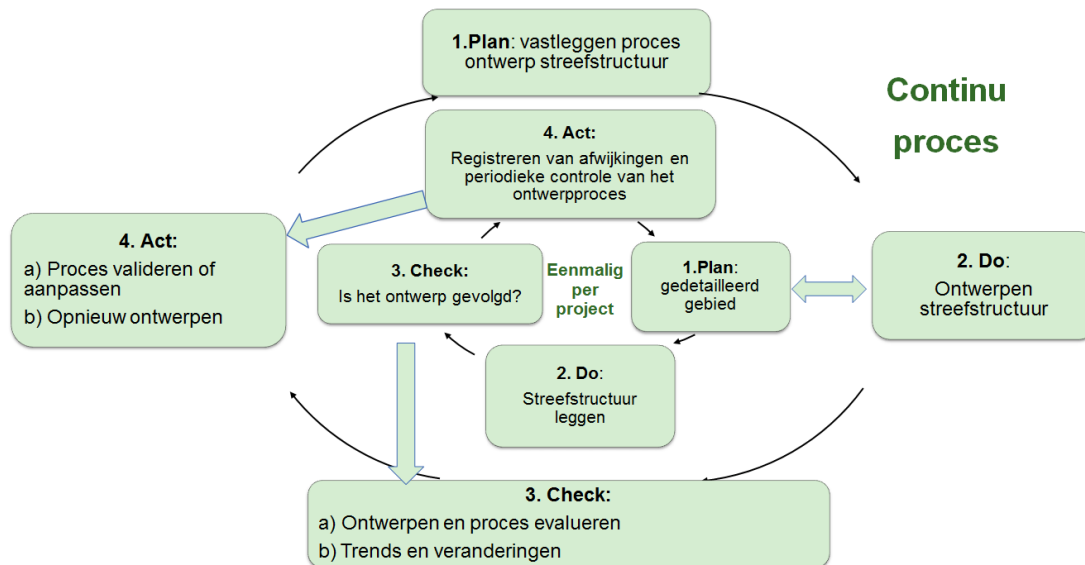 1.Plan: vastleggen proces
ontwerp streefstructuur
Continu
proces
4. Act:
Registreren van afwijkingen en
periodieke controle van het
ontwerpproces
4. Act:
a) Proces valideren of
aanpassen
b) Opnieuw ontwerpen
3. Check:
Is het ontwerp gevolgd?
Eenmalig
per
project
1.Plan:
gedetailleerd
gebied
2. Do:
Ontwerpen
streefstructuur
2. Do:
Streefstructuur
leggen
3. Check:
a) Ontwerpen en proces evalueren
b) Trends en veranderingen